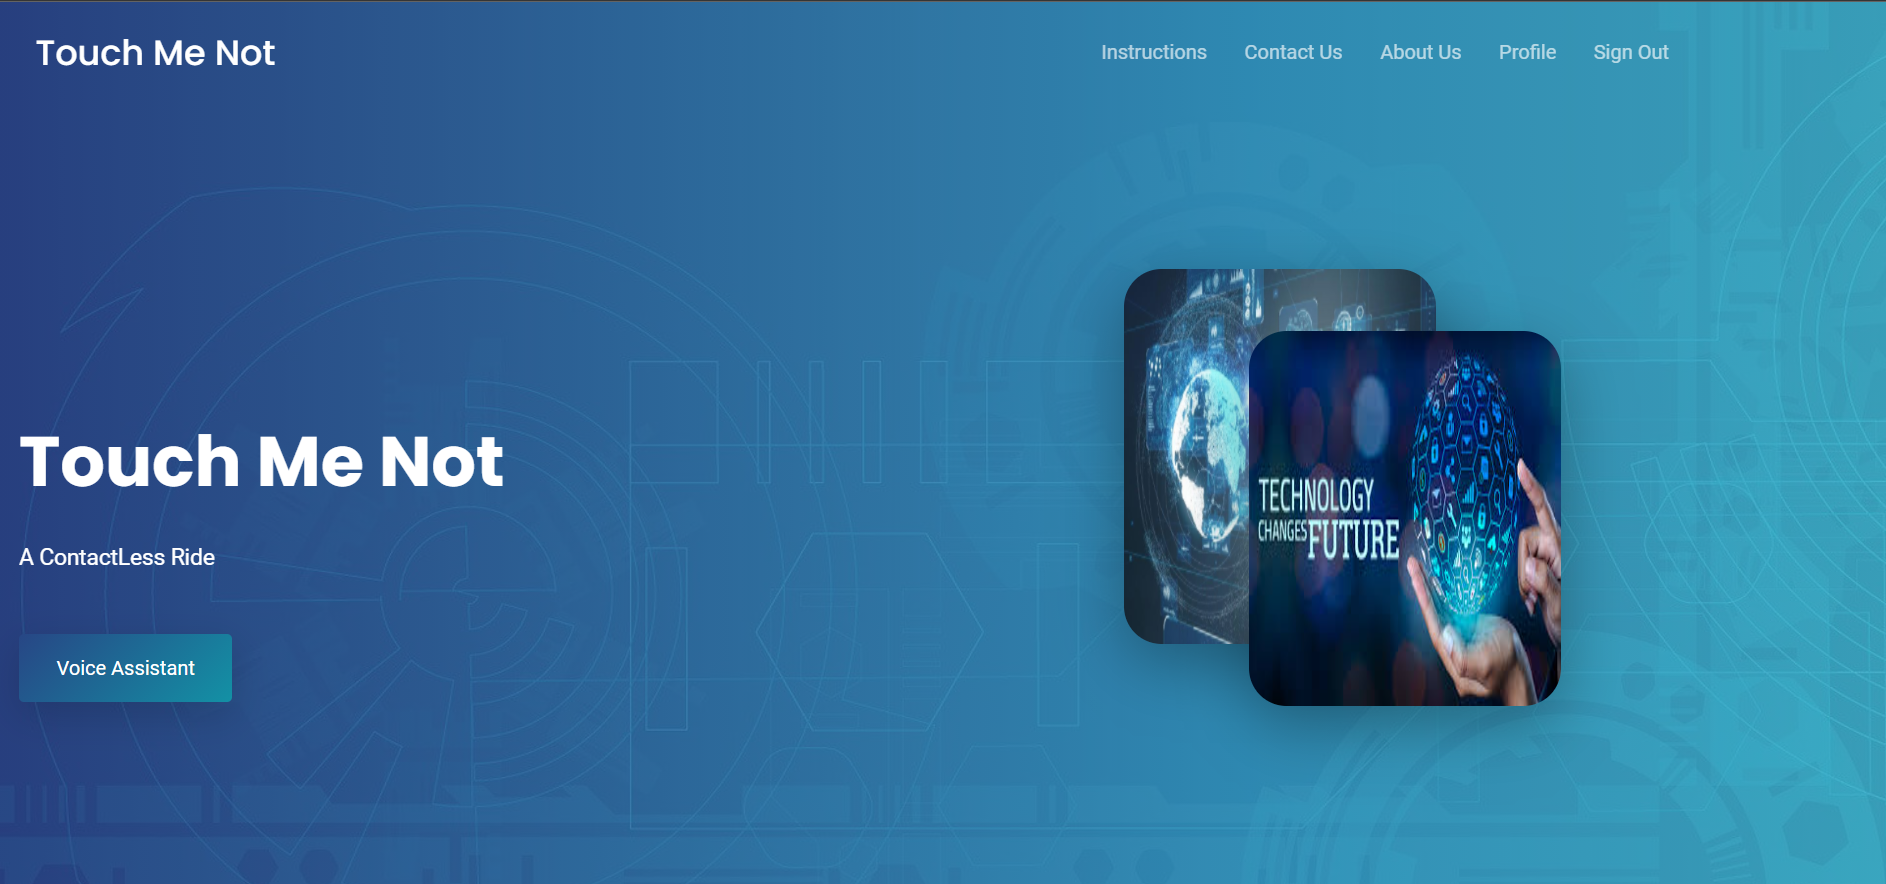 Touch Me Not
Instructions Contact Us About Us Profile Sign Out
Touch Me Not
A ContactLess Ride
Voice Assistant
TECHNOLOGY
CHANGES FUTURE